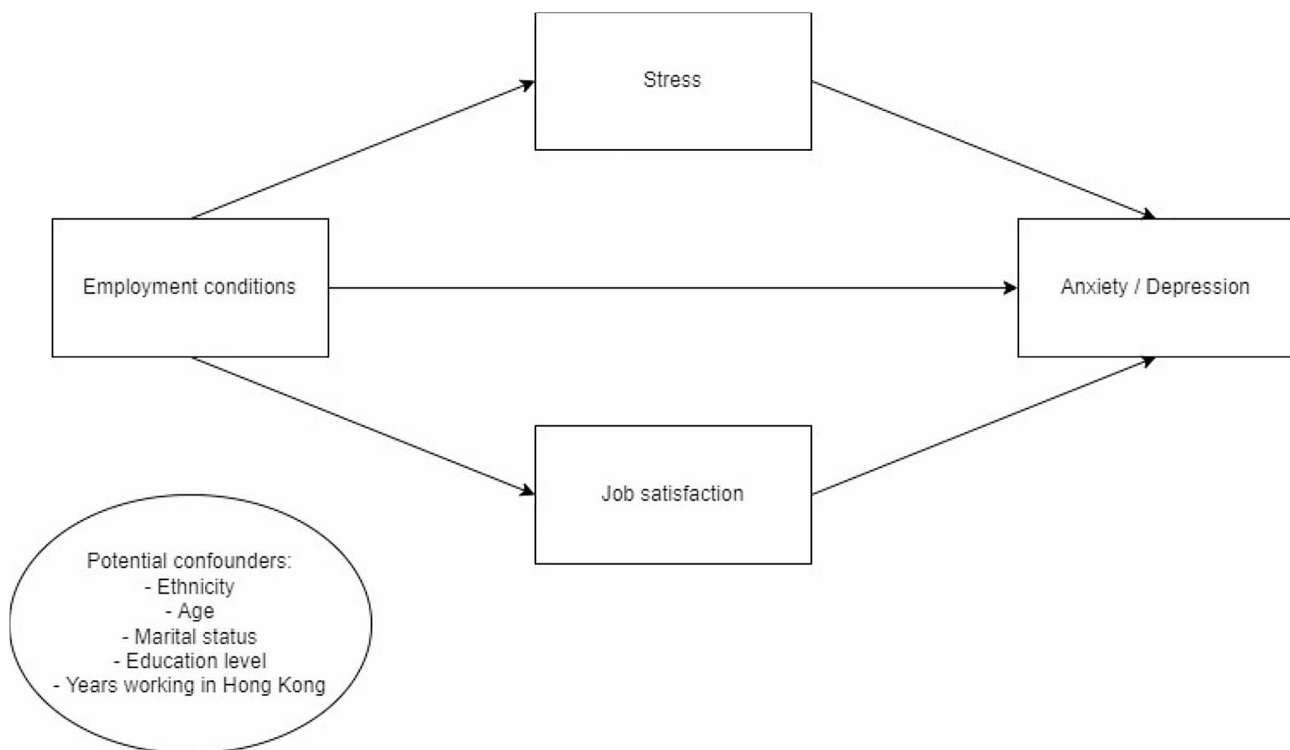 Stress
Employment conditions
Anxiety / Depression
Job satisfaction
Potential confounders:
- Ethnicity
- Age
- Marital status
- Education level
- Years working in Hong Kong